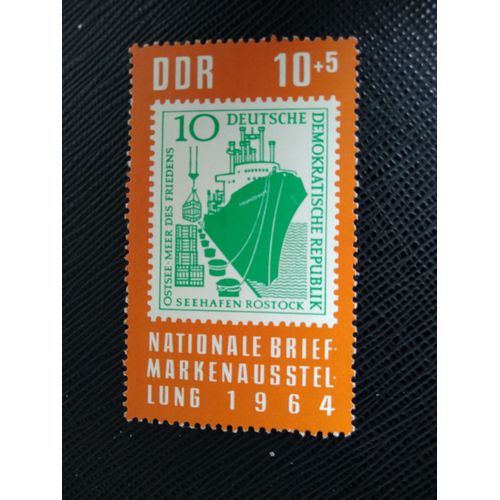 DDR 10+5
10 DEUTSCHE
DEMOKRATISCHE REPUBLIK
OSTSEE-MEER DES FRIEDENS
SEEHAFEN ROSTOCK
NATIONALE BRIEF-
MARKENAUSSTEL-
LUNG 1964